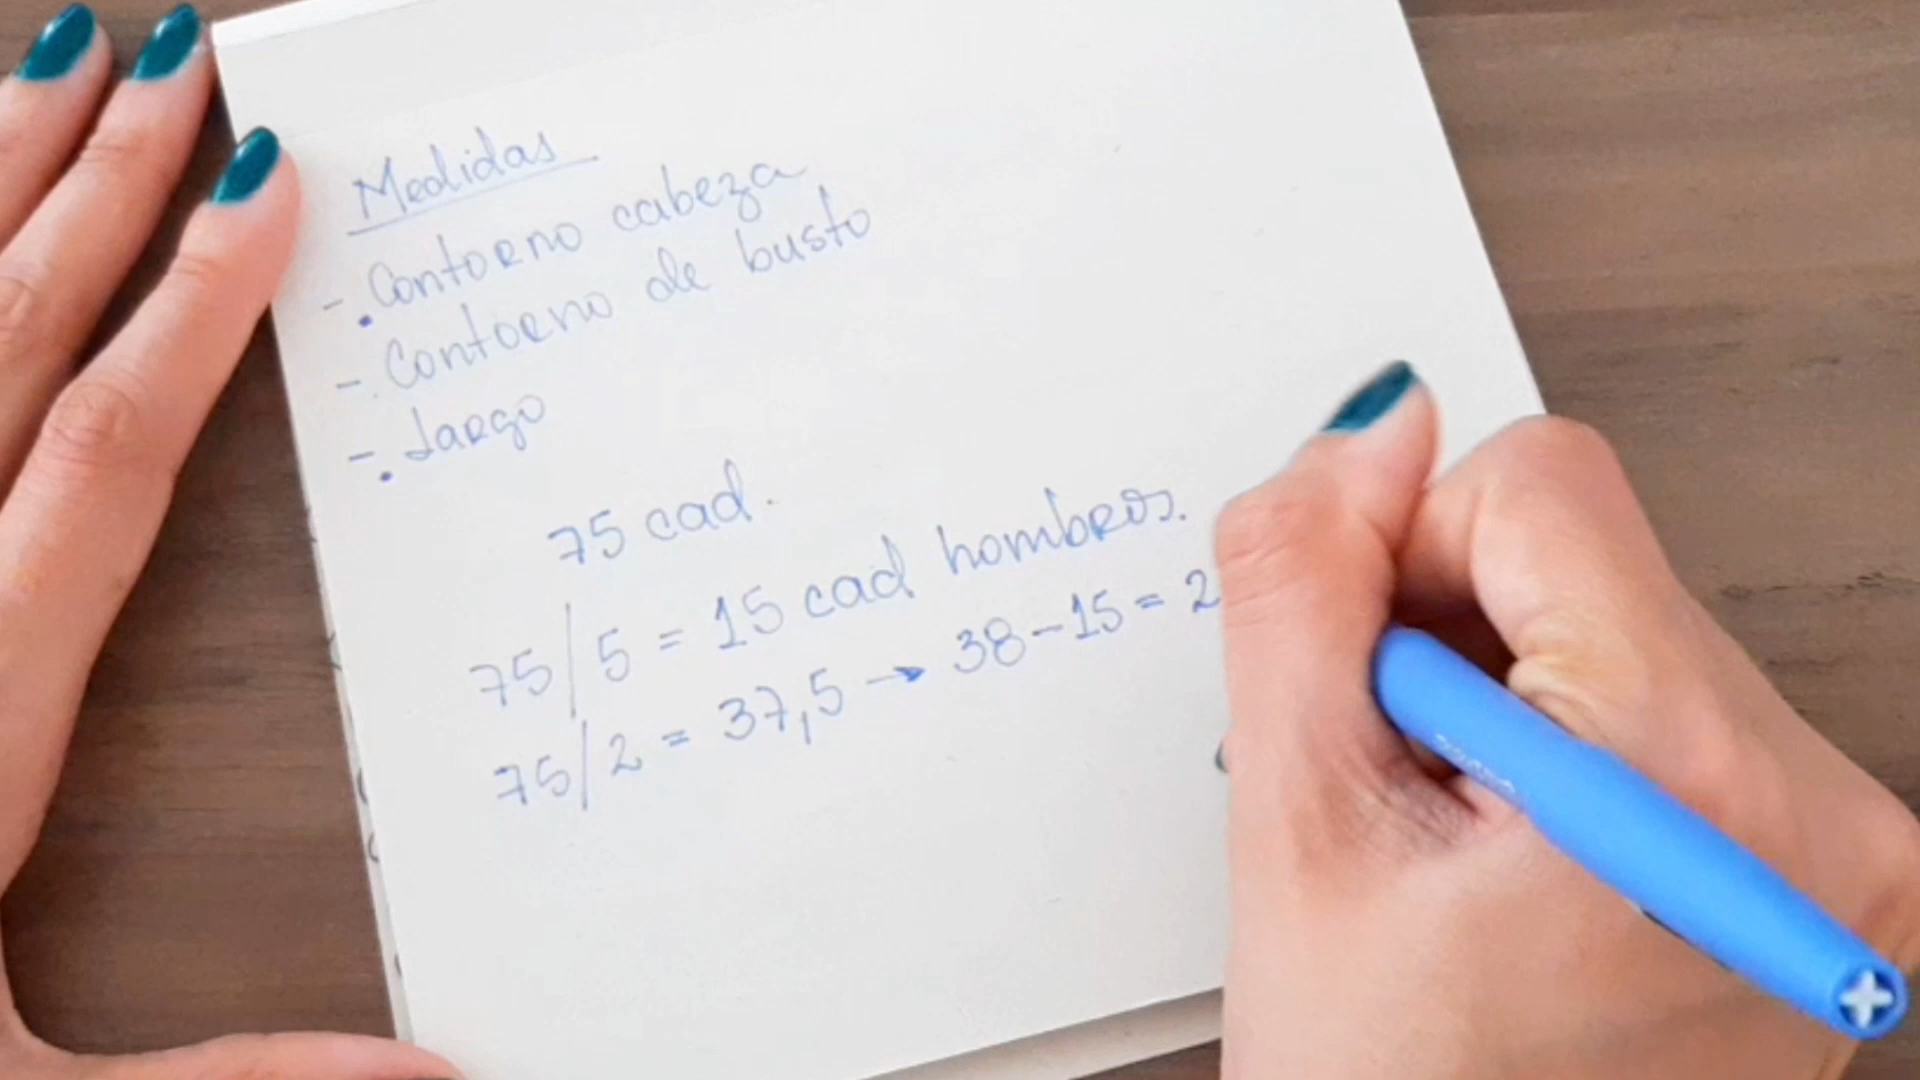 Medidas
-. Contorno cabeza
-. Contorno de busto
-. Largo
75 cad.
75/5 = 15 cad hombros.
75/2 = 37,5 → 38-15 = 2